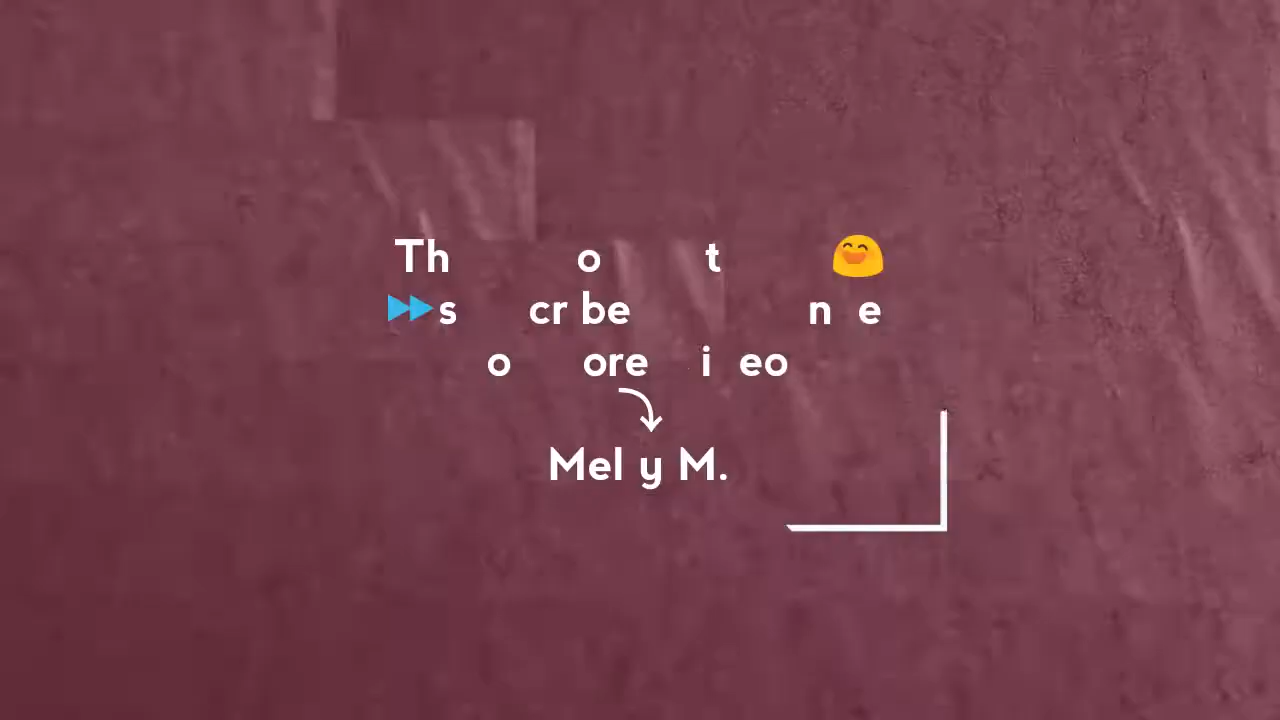 Th o t 😄
⏩s cr be n e
o ore i eo
Mel y M.